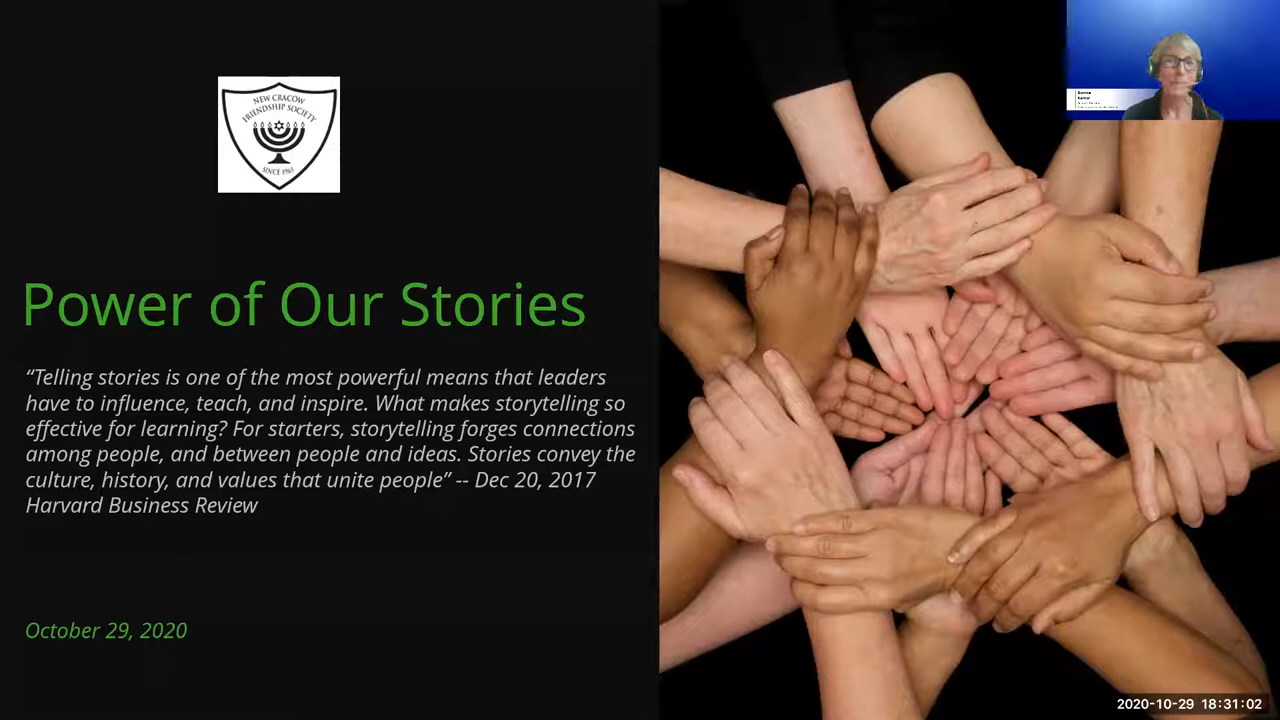 NEW CRACOW
FRIENDSHIP SOCIETY
SINCE 1965
Power of Our Stories
“Telling stories is one of the most powerful means that leaders
have to influence, teach, and inspire. What makes storytelling so
effective for learning? For starters, storytelling forges connections
among people, and between people and ideas. Stories convey the
culture, history, and values that unite people” -- Dec 20, 2017
Harvard Business Review
October 29, 2020
2020-10-29 18:31:02